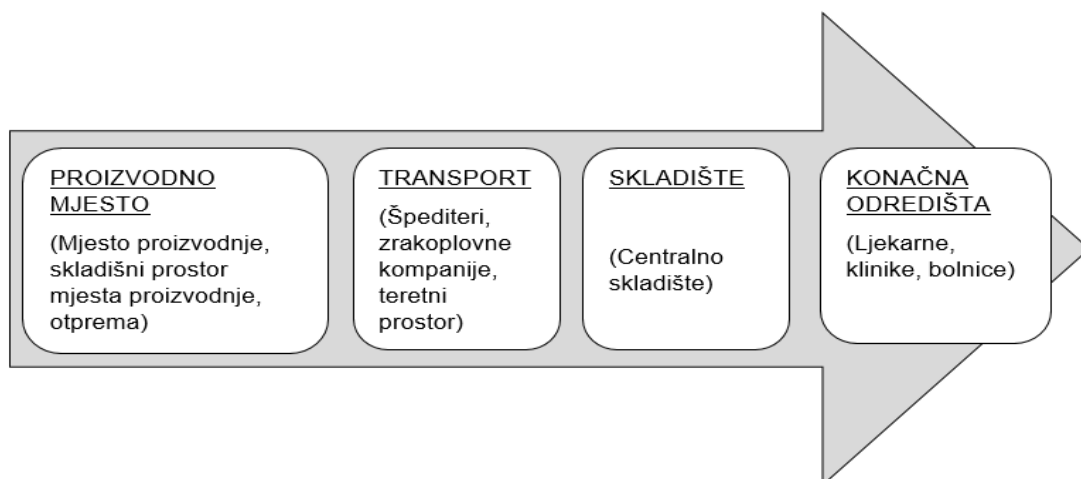 PROIZVODNO
MJESTO
(Mjesto proizvodnje,
skladišni prostor
mjesta proizvodnje,
otprema)
TRANSPORT
(Špediteri,
zrakoplovne
kompanije,
teretni
prostor)
SKLADIŠTE
(Centralno
skladište)
KONAČNA
ODREDIŠTA
(Ljekarne,
klinike, bolnice)